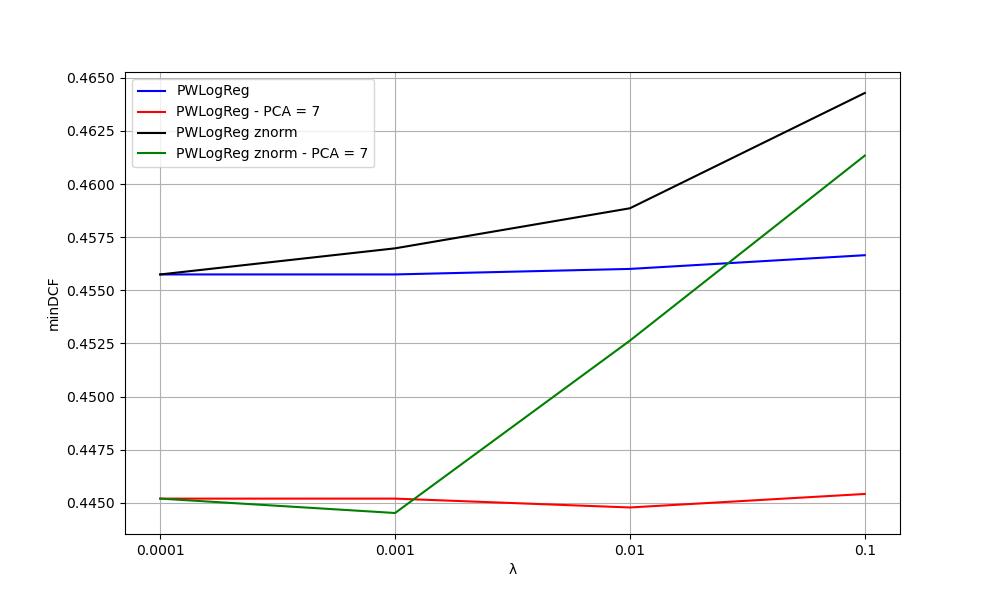 PWLogReg
PWLogReg - PCA = 7
PWLogReg znorm
PWLogReg znorm - PCA = 7
0.4650
0.4625
0.4600
0.4575
0.4550
0.4525
0.4500
0.4475
0.4450
minDCF
0.0001 0.001 0.01 0.1
λ